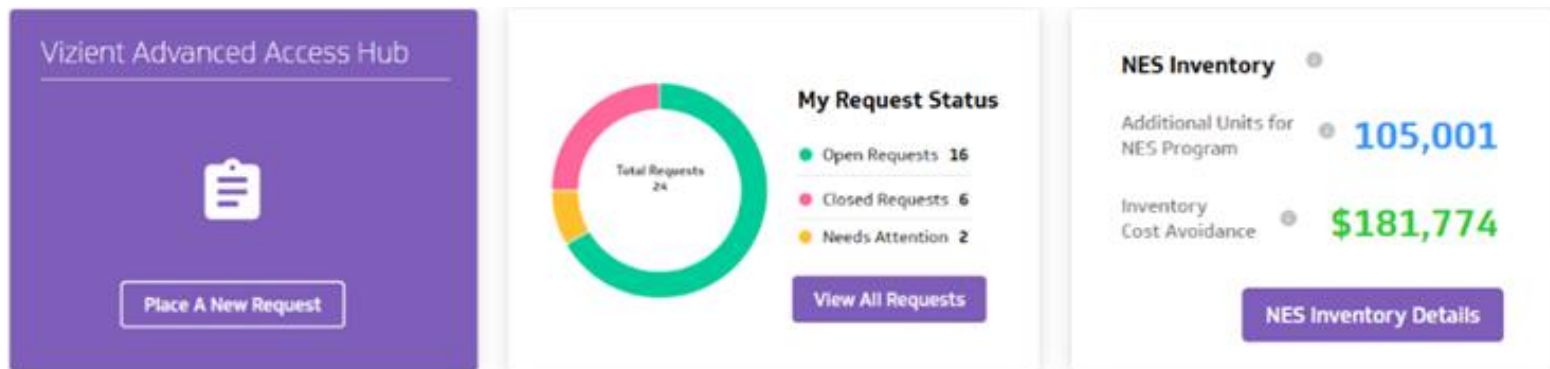 Vizient Advanced Access Hub
Place A New Request
Total Requests
24
My Request Status
Open Requests 16
Closed Requests 6
Needs Attention 2
View All Requests
NES Inventory
Additional Units for
NES Program
105,001
Inventory
Cost Avoidance
$181,774
NES Inventory Details